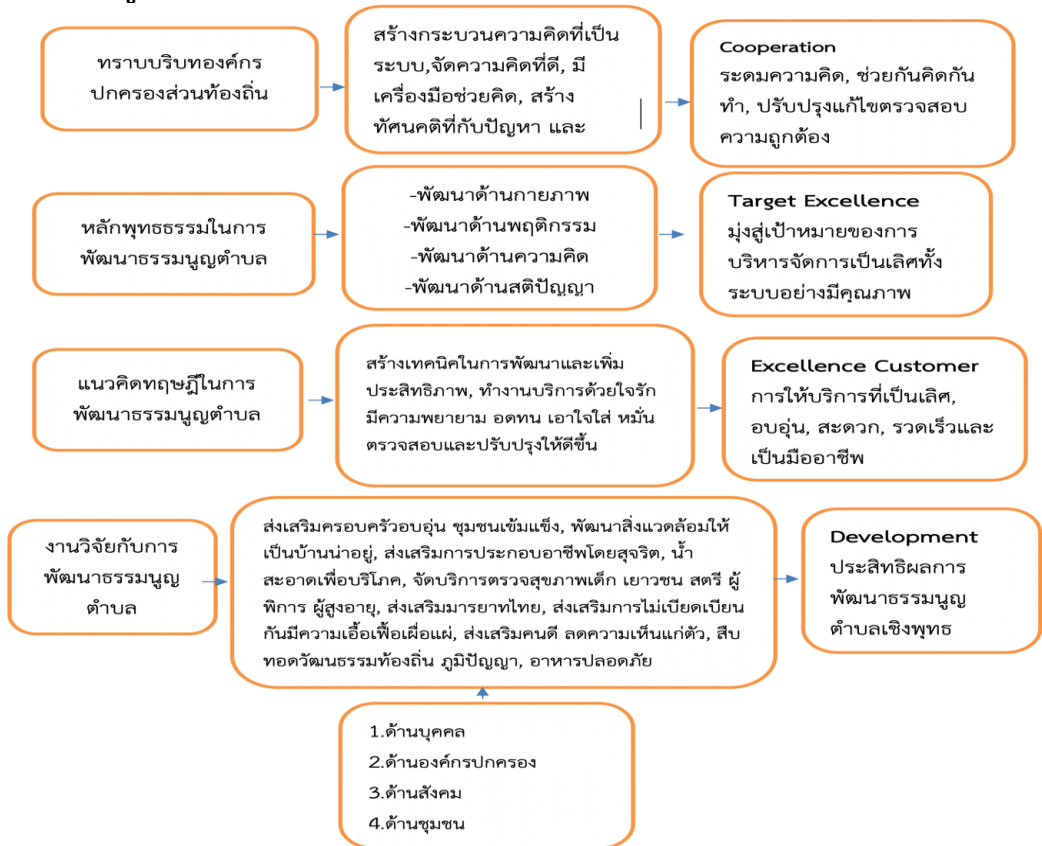 ทราบบริบทองค์กร
ปกครองส่วนท้องถิ่น
สร้างกระบวนความคิดที่เป็น
ระบบ,จัดความคิดที่ดี, มี
เครื่องมือช่วยคิด, สร้าง
ทัศนคติที่กับปัญหา และ
Cooperation
ระดมความคิด, ช่วยกันคิดกัน
ทำ, ปรับปรุงแก้ไขตรวจสอบ
ความถูกต้อง
หลักพุทธธรรมในการ
พัฒนาธรรมนูญตำบล
-พัฒนาด้านกายภาพ
-พัฒนาด้านพฤติกรรม
-พัฒนาด้านความคิด
-พัฒนาด้านสติปัญญา
Target Excellence
มุ่งสู่เป้าหมายของการ
บริหารจัดการเป็นเลิศทั้ง
ระบบอย่างมีคุณภาพ
แนวคิดทฤษฎีในการ
พัฒนาธรรมนูญตำบล
สร้างเทคนิคในการพัฒนาและเพิ่ม
ประสิทธิภาพ, ทำงานบริการด้วยใจรัก
มีความพยายาม อดทน เอาใจใส่ หมั่น
ตรวจสอบและปรับปรุงให้ดีขึ้น
Excellence Customer
การให้บริการที่เป็นเลิศ,
อบอุ่น, สะดวก, รวดเร็วและ
เป็นมืออาชีพ
งานวิจัยกับการ
พัฒนาธรรมนูญ
ตำบล
ส่งเสริมครอบครัวอบอุ่น ชุมชนเข้มแข็ง, พัฒนาสิ่งแวดล้อมให้
เป็นบ้านน่าอยู่, ส่งเสริมการประกอบอาชีพโดยสุจริต, น้ำ
สะอาดเพื่อบริโภค, จัดบริการตรวจสุขภาพเด็ก เยาวชน สตรี ผู้
พิการ ผู้สูงอายุ, ส่งเสริมมารยาทไทย, ส่งเสริมการไม่เบียดเบียน
กันมีความเอื้อเฟื้อเผื่อแผ่, ส่งเสริมคนดี ลดความเห็นแก่ตัว, สืบ
ทอดวัฒนธรรมท้องถิ่น ภูมิปัญญา, อาหารปลอดภัย
Development
ประสิทธิผลการ
พัฒนาธรรมนูญ
ตำบลเชิงพุทธ
1.ด้านบุคคล
2.ด้านองค์กรปกครอง
3.ด้านสังคม
4.ด้านชุมชน